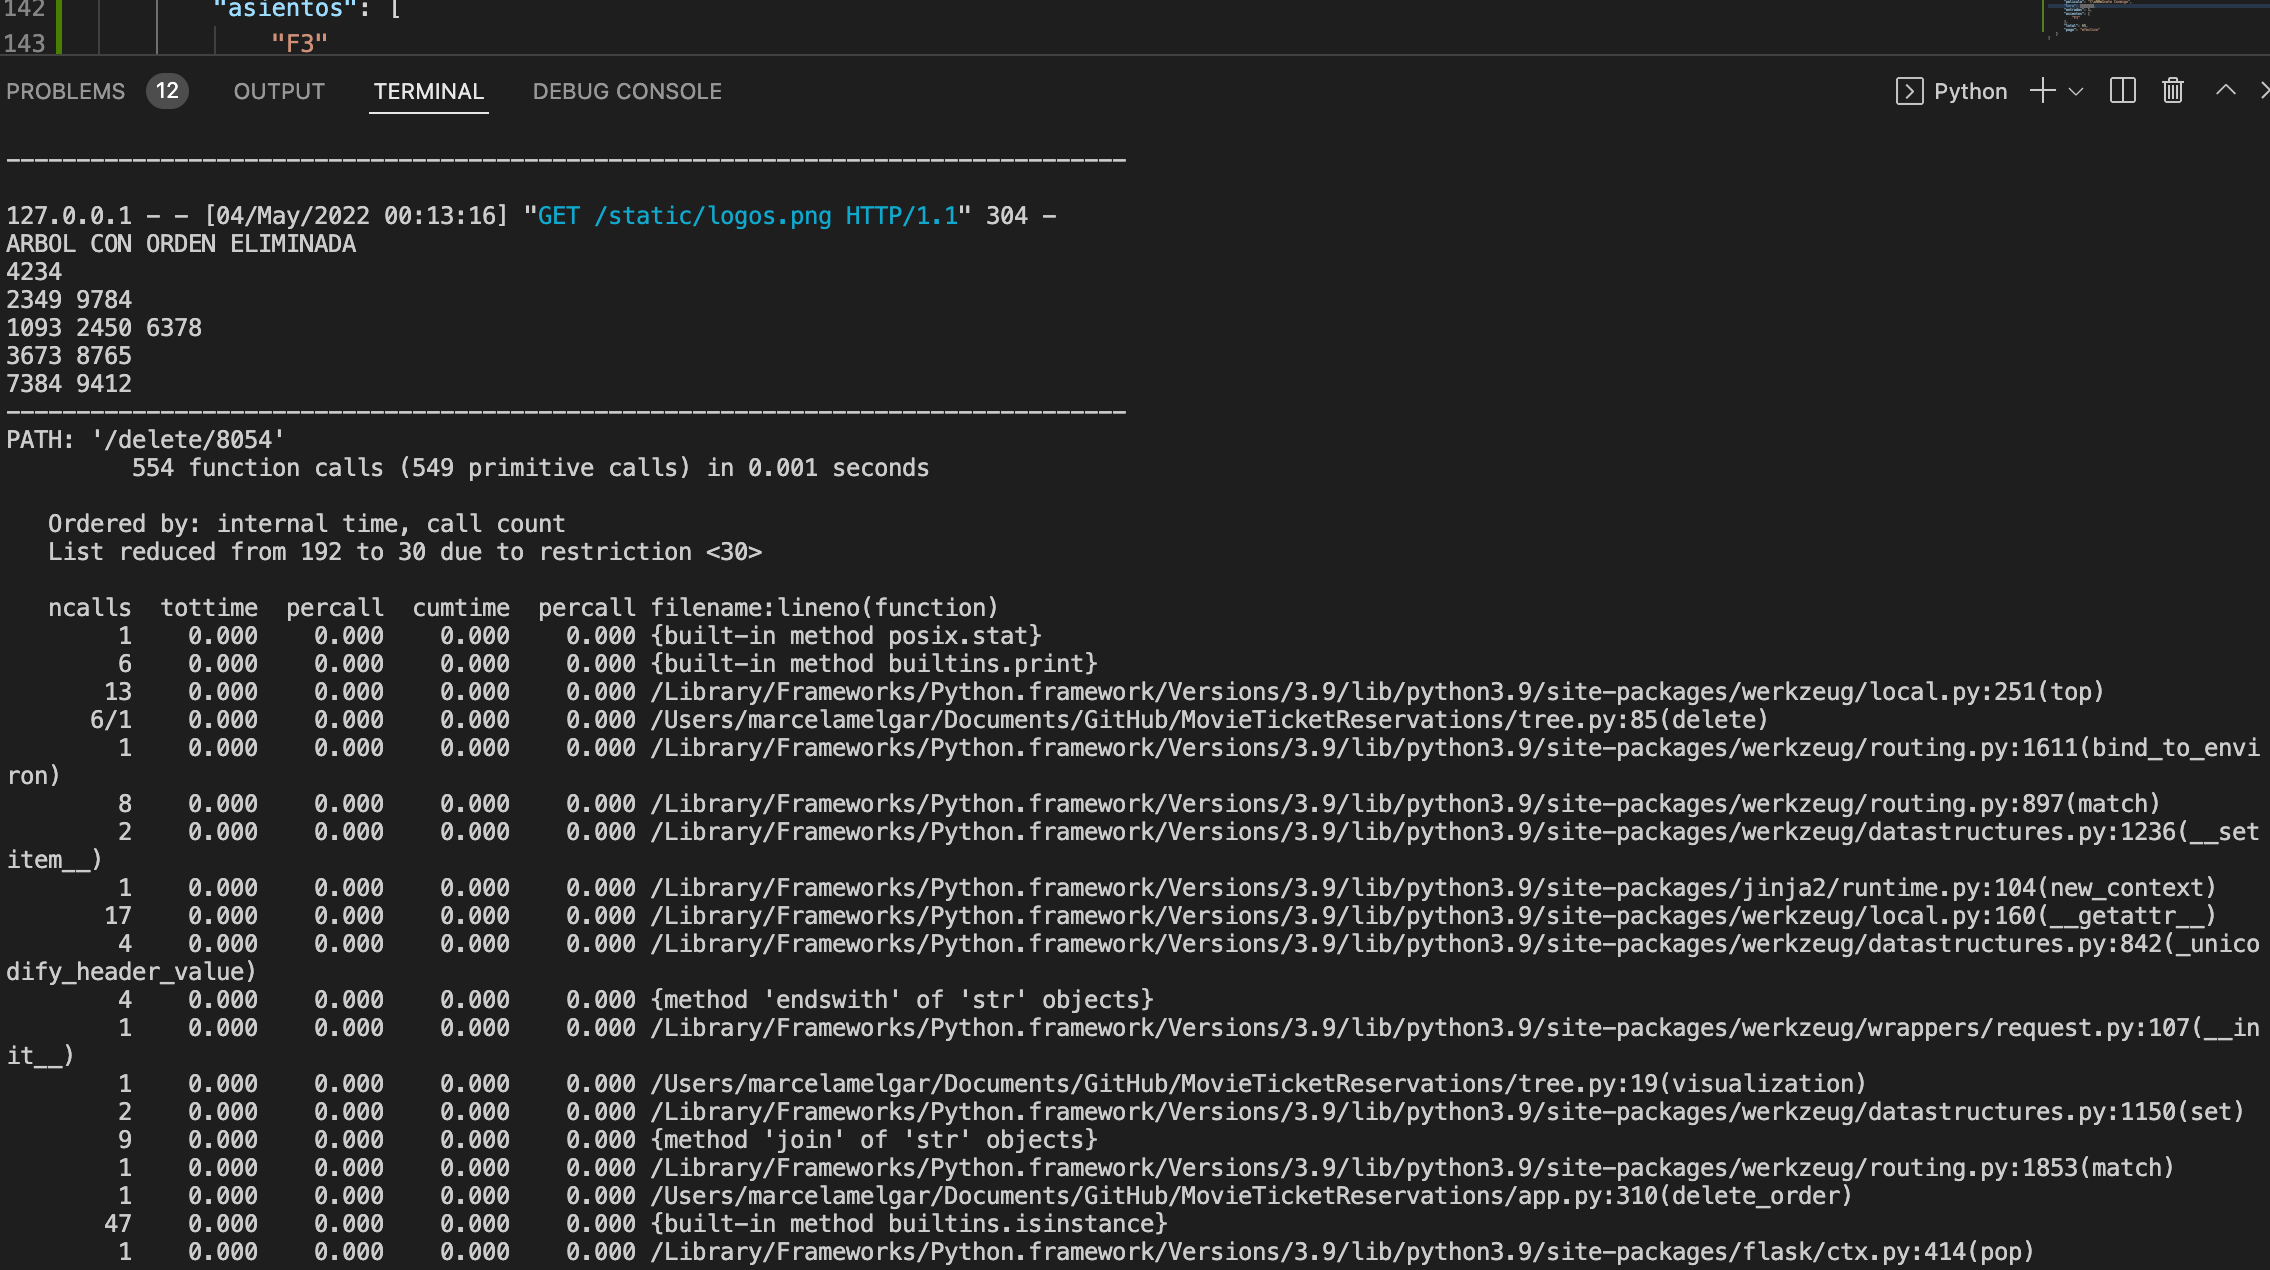 142 "asientos": [
143 "F3"
PROBLEMS 12 OUTPUT TERMINAL DEBUG CONSOLE Python
--------------------------------------------------------------------------------
127.0.0.1 - - [04/May/2022 00:13:16] "GET /static/logos.png HTTP/1.1" 304 -
ARBOL CON ORDEN ELIMINADA
4234
2349 9784
1093 2450 6378
3673 8765
7384 9412
--------------------------------------------------------------------------------
PATH: '/delete/8054'
554 function calls (549 primitive calls) in 0.001 seconds
Ordered by: internal time, call count
List reduced from 192 to 30 due to restriction <30>
ncalls tottime percall cumtime percall filename:lineno(function)
1 0.000 0.000 0.000 0.000 {built-in method posix.stat}
6 0.000 0.000 0.000 0.000 {built-in method builtins.print}
13 0.000 0.000 0.000 0.000 /Library/Frameworks/Python.framework/Versions/3.9/lib/python3.9/site-packages/werkzeug/local.py:251(top)
6/1 0.000 0.000 0.000 0.000 /Users/marcelamelgar/Documents/GitHub/MovieTicketReservations/tree.py:85(delete)
1 0.000 0.000 0.000 0.000 /Library/Frameworks/Python.framework/Versions/3.9/lib/python3.9/site-packages/werkzeug/routing.py:1611(bind_to_envi
ron)
8 0.000 0.000 0.000 0.000 /Library/Frameworks/Python.framework/Versions/3.9/lib/python3.9/site-packages/werkzeug/routing.py:897(match)
2 0.000 0.000 0.000 0.000 /Library/Frameworks/Python.framework/Versions/3.9/lib/python3.9/site-packages/werkzeug/datastructures.py:1236(__set
item__)
1 0.000 0.000 0.000 0.000 /Library/Frameworks/Python.framework/Versions/3.9/lib/python3.9/site-packages/jinja2/runtime.py:104(new_context)
17 0.000 0.000 0.000 0.000 /Library/Frameworks/Python.framework/Versions/3.9/lib/python3.9/site-packages/werkzeug/local.py:160(__getattr__)
4 0.000 0.000 0.000 0.000 /Library/Frameworks/Python.framework/Versions/3.9/lib/python3.9/site-packages/werkzeug/datastructures.py:842(_unico
dify_header_value)
4 0.000 0.000 0.000 0.000 {method 'endswith' of 'str' objects}
1 0.000 0.000 0.000 0.000 /Library/Frameworks/Python.framework/Versions/3.9/lib/python3.9/site-packages/werkzeug/wrappers/request.py:107(__in
it__)
1 0.000 0.000 0.000 0.000 /Users/marcelamelgar/Documents/GitHub/MovieTicketReservations/tree.py:19(visualization)
2 0.000 0.000 0.000 0.000 /Library/Frameworks/Python.framework/Versions/3.9/lib/python3.9/site-packages/werkzeug/datastructures.py:1150(set)
9 0.000 0.000 0.000 0.000 {method 'join' of 'str' objects}
1 0.000 0.000 0.000 0.000 /Library/Frameworks/Python.framework/Versions/3.9/lib/python3.9/site-packages/werkzeug/routing.py:1853(match)
1 0.000 0.000 0.000 0.000 /Users/marcelamelgar/Documents/GitHub/MovieTicketReservations/app.py:310(delete_order)
47 0.000 0.000 0.000 0.000 {built-in method builtins.isinstance}
1 0.000 0.000 0.000 0.000 /Library/Frameworks/Python.framework/Versions/3.9/lib/python3.9/site-packages/flask/ctx.py:414(pop)